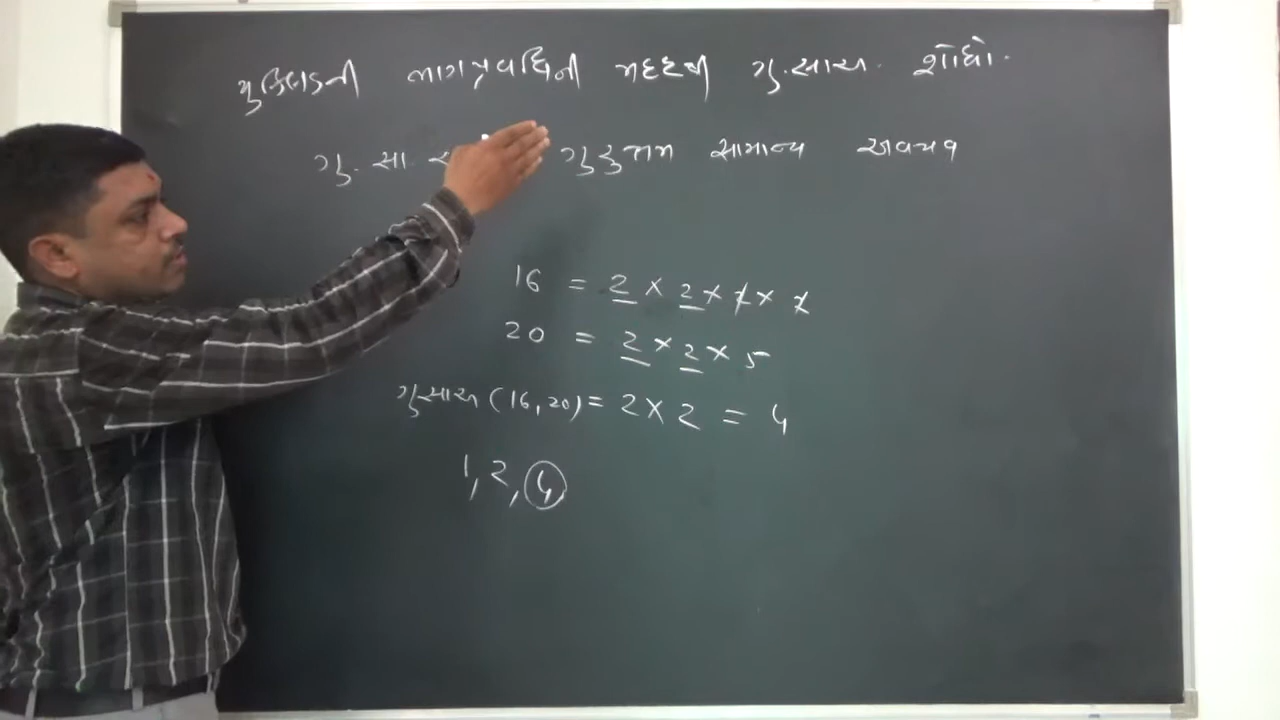 યુક્લિડની ભાગપ્રવિધિની મદદથી ગુ.સા.અ. શોધો.
ગુ. સા. ગુરુત્તમ સામાન્ય અવયવ
16 = 2 × 2 × 2 × 2
20 = 2 × 2 × 5
ગુસાઅ (16, 20) = 2 × 2 = 4
1, 2, 4